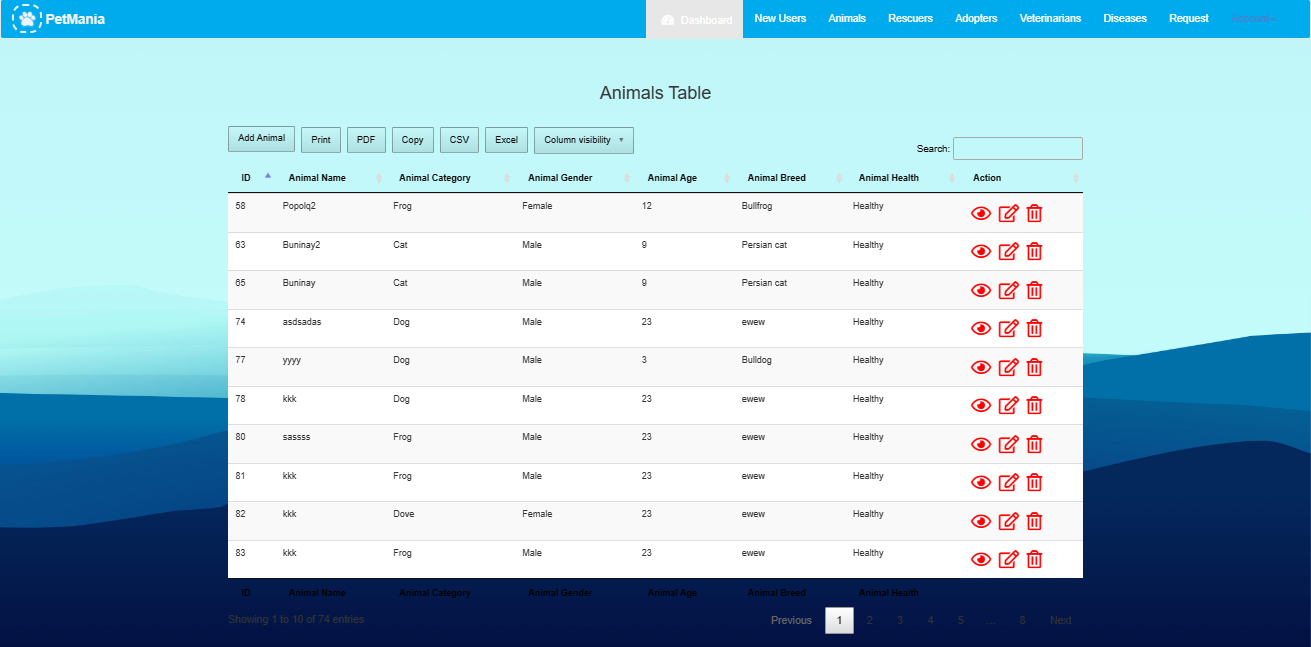 PetMania Dashboard New Users Animals Rescuers Adopters Veterinarians Diseases Request Account
Animals Table
Add Animal Print PDF Copy CSV Excel Column visibility
Search:
ID Animal Name Animal Category Animal Gender Animal Age Animal Breed Animal Health Action
58 Popolq2 Frog Female 12 Bullfrog Healthy
63 Buninay2 Cat Male 9 Persian cat Healthy
65 Buninay Cat Male 9 Persian cat Healthy
74 asdsadas Dog Male 23 ewew Healthy
77 yyyy Dog Male 3 Bulldog Healthy
78 kkk Dog Male 23 ewew Healthy
80 sassss Frog Male 23 ewew Healthy
81 kkk Frog Male 23 ewew Healthy
82 kkk Dove Female 23 ewew Healthy
83 kkk Frog Male 23 ewew Healthy
ID Animal Name Animal Category Animal Gender Animal Age Animal Breed Animal Health
Showing 1 to 10 of 74 entries Previous 1 2 3 4 5 ... 8 Next